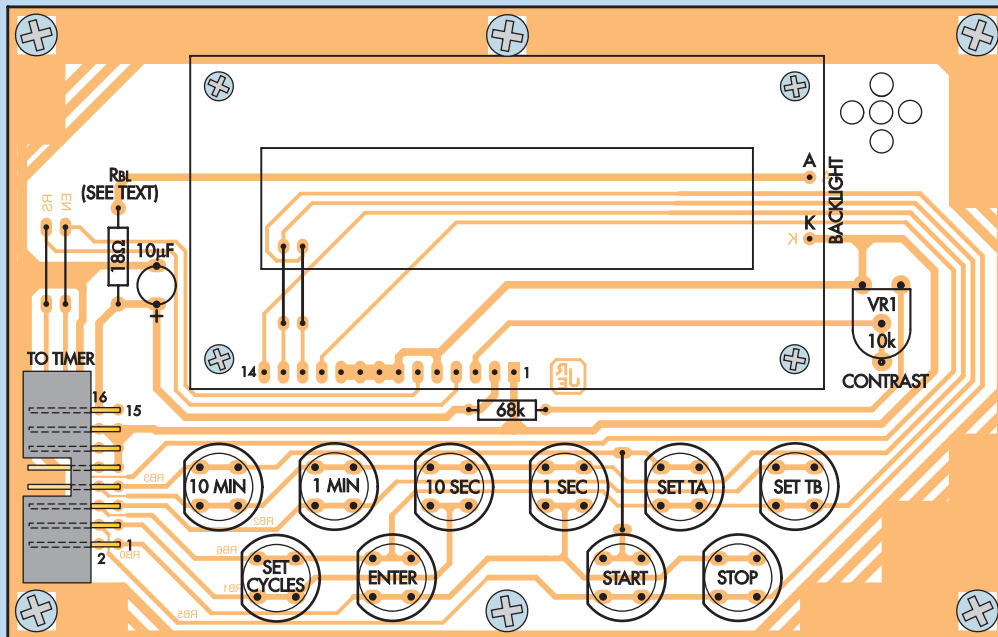 A
BACKLIGHT
RBL
(SEE TEXT)
RS
EN
18Ω
10µF
+
K
K
VR1
10k
CONTRAST
TO TIMER
14
1
JR
E
68k
16
15
RB3
10 MIN
1 MIN
10 SEC
1 SEC
SET TA
SET TB
RB2
1
2
RB0
RB6
SET
CYCLES
ENTER
START
STOP
RB1
RB5